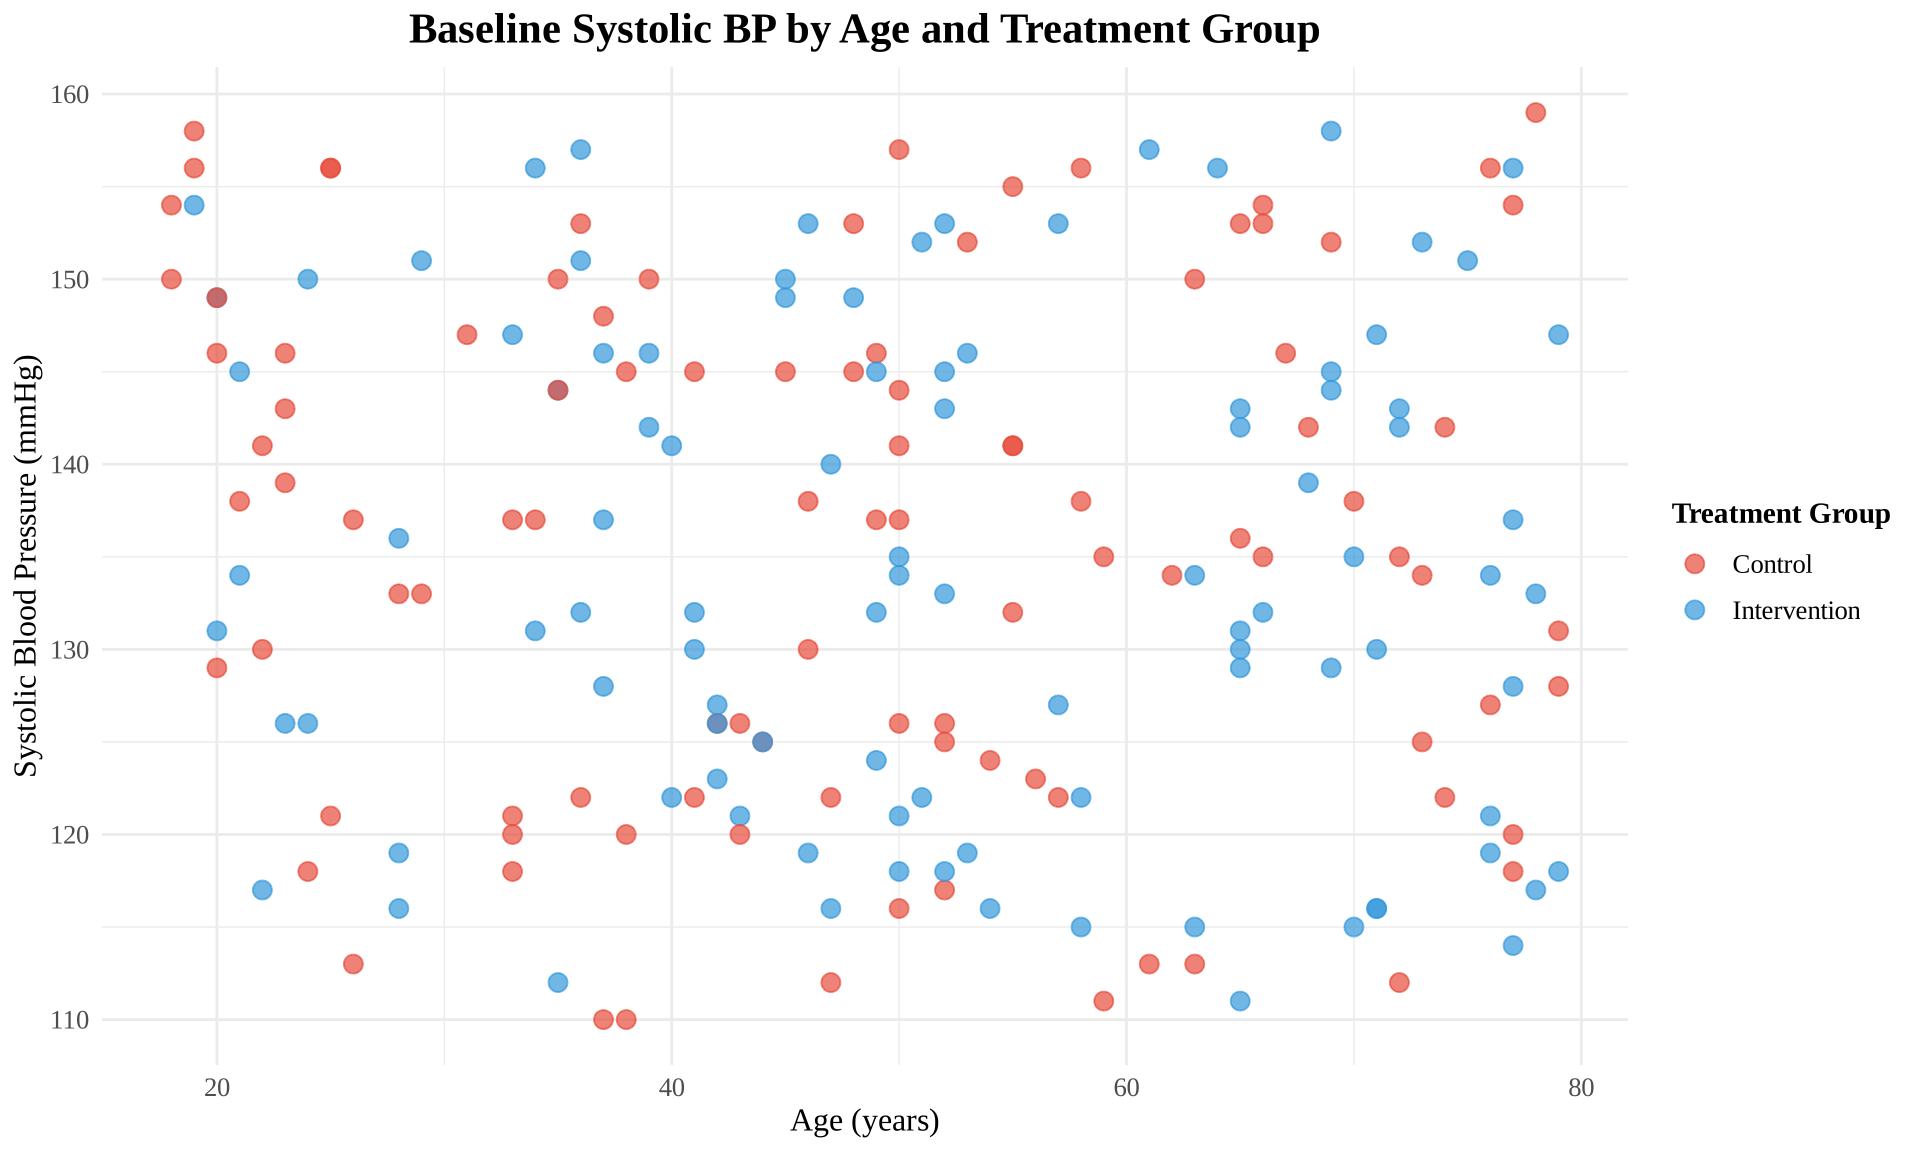 Baseline Systolic BP by Age and Treatment Group
Systolic Blood Pressure (mmHg)
160
150
140
130
120
110
20
40
60
80
Age (years)
Treatment Group
Control
Intervention